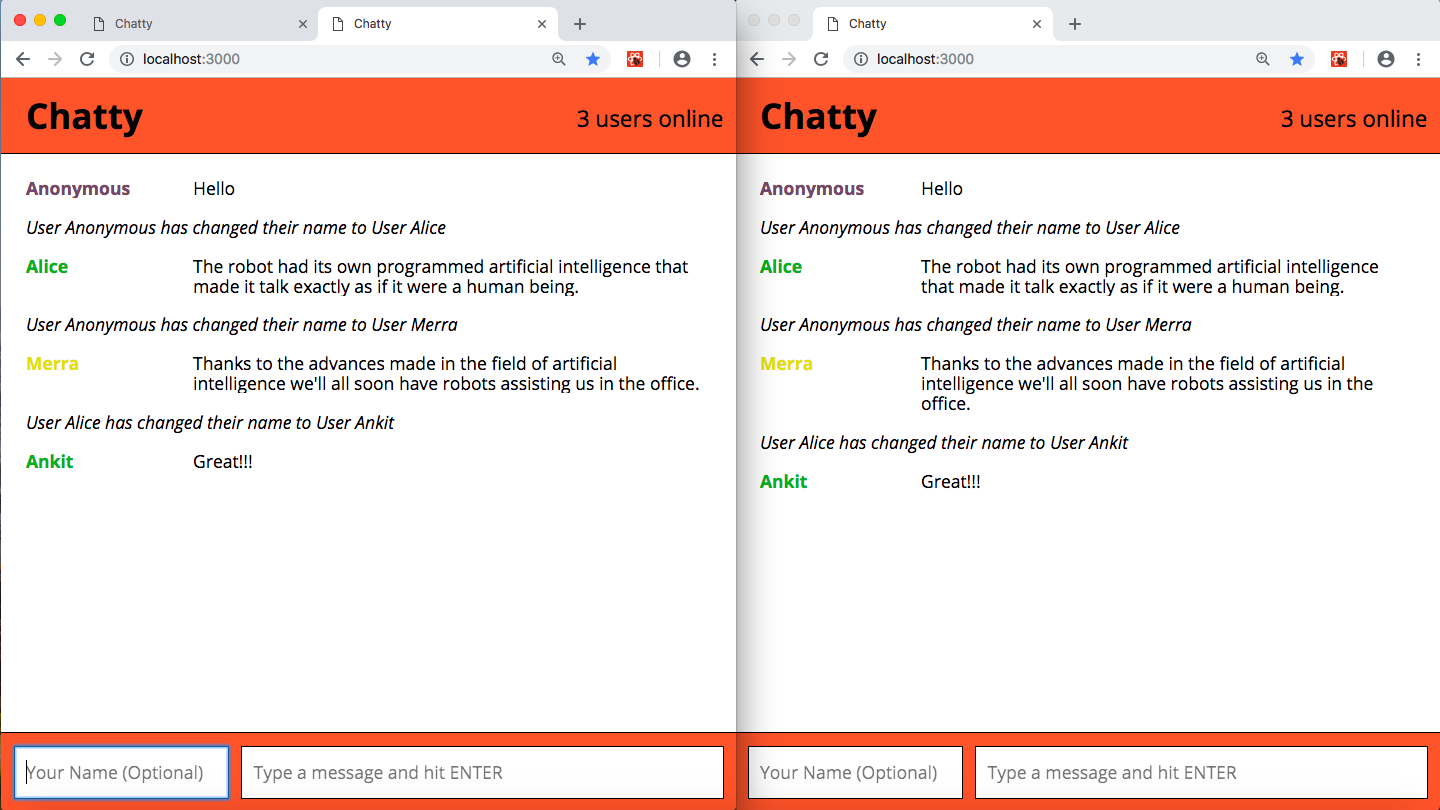 Chatty
Chatty
localhost:3000
Chatty
3 users online
Anonymous Hello
User Anonymous has changed their name to User Alice
Alice The robot had its own programmed artificial intelligence that
made it talk exactly as if it were a human being.
User Anonymous has changed their name to User Merra
Merra Thanks to the advances made in the field of artificial
intelligence we'll all soon have robots assisting us in the office.
User Alice has changed their name to User Ankit
Ankit Great!!!
Your Name (Optional) Type a message and hit ENTER
Chatty
localhost:3000
Chatty
3 users online
Anonymous Hello
User Anonymous has changed their name to User Alice
Alice The robot had its own programmed artificial intelligence
that made it talk exactly as if it were a human being.
User Anonymous has changed their name to User Merra
Merra Thanks to the advances made in the field of artificial
intelligence we'll all soon have robots assisting us in the
office.
User Alice has changed their name to User Ankit
Ankit Great!!!
Your Name (Optional) Type a message and hit ENTER